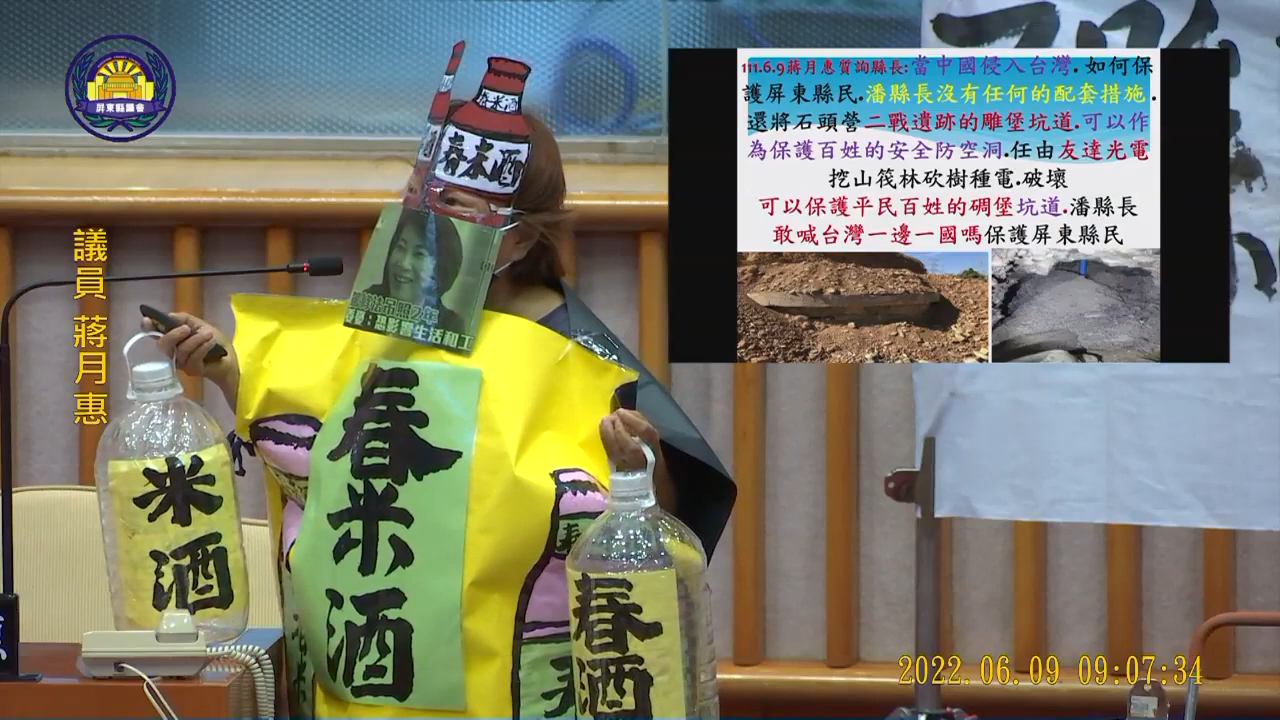 屏東縣議會
議員 蔣月惠
111.6.9蔣月惠質詢縣長:當中國侵入台灣.如何保
護屏東縣民.潘縣長沒有任何的配套措施.
還將石頭營二戰遺跡的雕堡坑道.可以作
為保護百姓的安全防空洞.任由友達光電
挖山筏林砍樹種電.破壞
可以保護平民百姓的碉堡坑道.潘縣長
敢喊台灣一邊一國嗎保護屏東縣民
春米酒
春米酒
恐影響生活和工
春米酒
米酒
春酒
2022.06.09 09:07:34